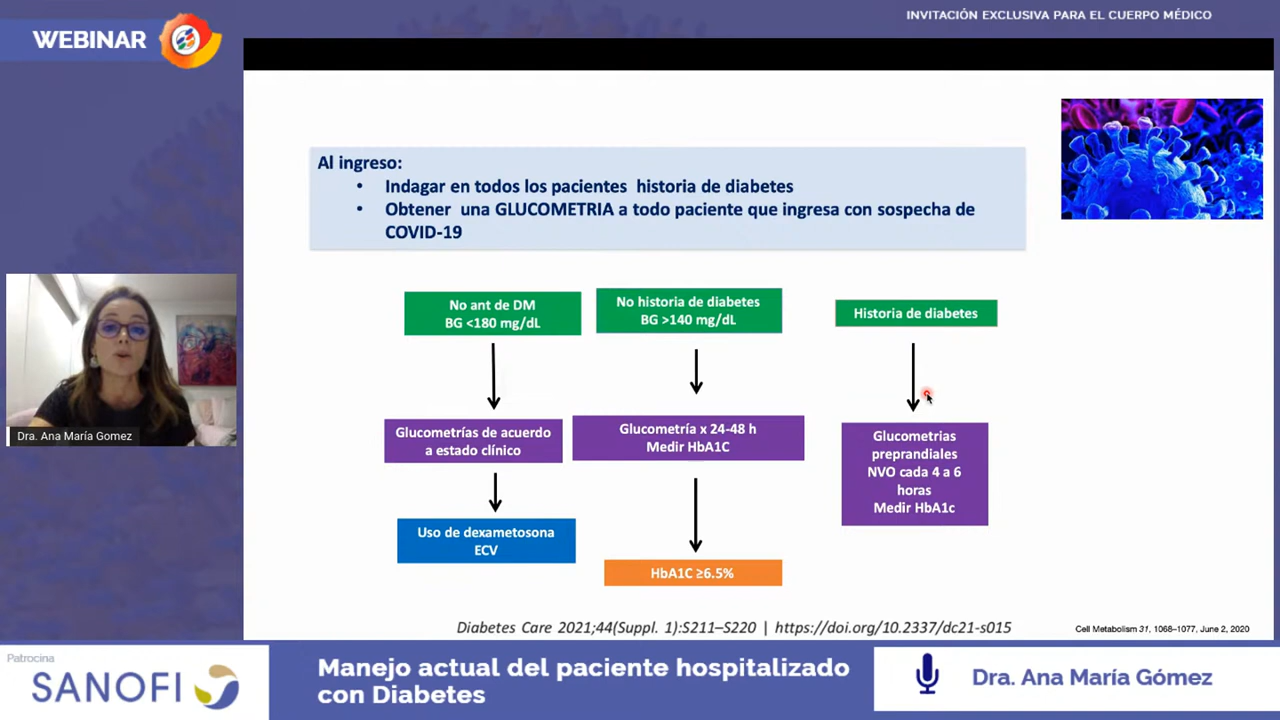 INVITACIÓN EXCLUSIVA PARA EL CUERPO MÉDICO
WEBINAR
Al ingreso:
• Indagar en todos los pacientes historia de diabetes
• Obtener una GLUCOMETRIA a todo paciente que ingresa con sospecha de
COVID-19
No ant de DM
BG <180 mg/dL
Glucometrías de acuerdo
a estado clínico
Uso de dexametosona
ECV
No historia de diabetes
BG >140 mg/dL
Glucometría x 24-48 h
Medir HbA1C
HbA1C ≥6.5%
Historia de diabetes
Glucometrias
preprandiales
NVO cada 4 a 6
horas
Medir HbA1c
Dra. Ana María Gomez
Diabetes Care 2021;44(Suppl. 1):S211–S220 | https://doi.org/10.2337/dc21-s015
Cell Metabolism 31, 1068–1077, June 2, 2020
Patrocina
SANOFI
Manejo actual del paciente hospitalizado
con Diabetes
Dra. Ana María Gómez